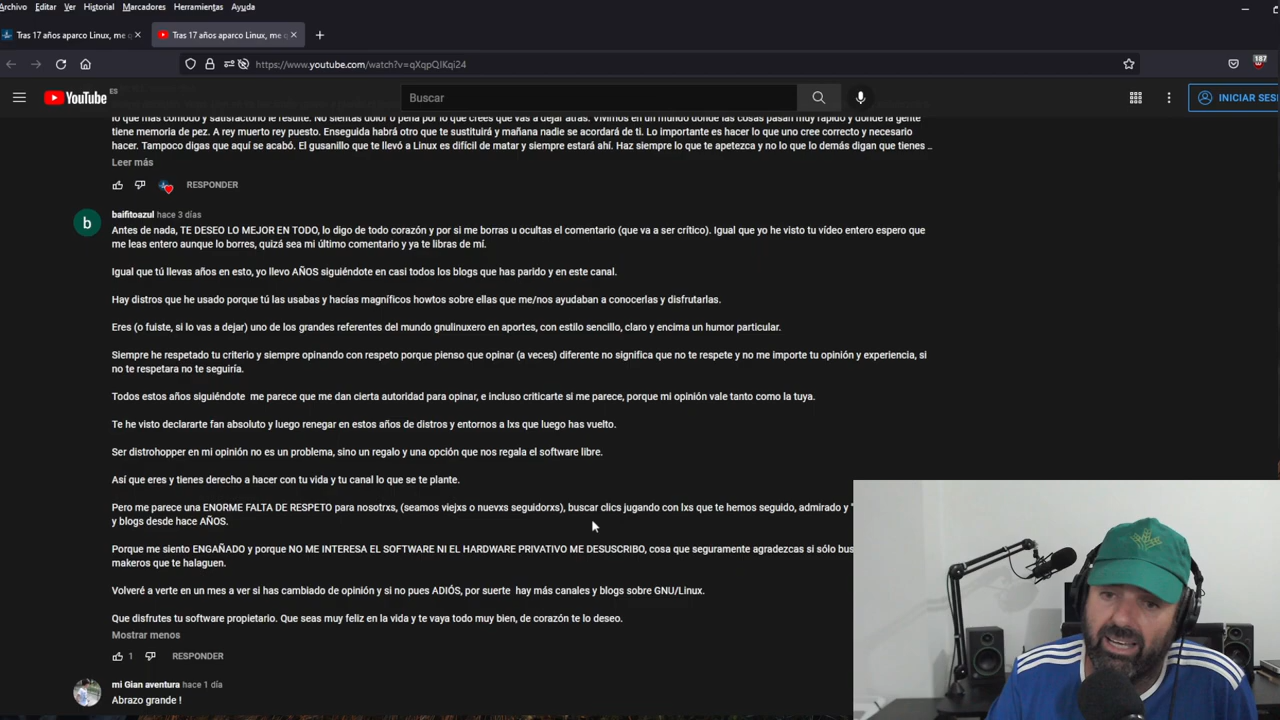 Archivo Editar Ver Historial Marcadores Herramientas Ayuda
Tras 17 años aparco Linux, me q
Tras 17 años aparco Linux, me
https://www.youtube.com/watch?v=qXqpQIKqi24
187
YouTube ES
Buscar
INICIAR SESI
lo que más cómodo y satisfactorio le resulte. No sientas dolor o pena por lo que crees que vas a dejar atrás. Vivimos en un mundo donde las cosas pasan muy rápido y donde la gente
tiene memoria de pez. A rey muerto rey puesto. Enseguida habrá otro que te sustituirá y mañana nadie se acordará de ti. Lo importante es hacer lo que uno cree correcto y necesario
hacer. Tampoco digas que aquí se acabó. El gusanillo que te llevó a Linux es difícil de matar y siempre estará ahí. Haz siempre lo que te apetezca y no lo que lo demás digan que tienes ..
Leer más
RESPONDER
b
baifitoazul hace 3 días
Antes de nada, TE DESEO LO MEJOR EN TODO, lo digo de todo corazón y por si me borras u ocultas el comentario (que va a ser crítico). Igual que yo he visto tu vídeo entero espero que
me leas entero aunque lo borres, quizá sea mi último comentario y ya te libras de mí.
Igual que tú llevas años en esto, yo llevo AÑOS siguiéndote en casi todos los blogs que has parido y en este canal.
Hay distros que he usado porque tú las usabas y hacías magníficos howtos sobre ellas que me/nos ayudaban a conocerlas y disfrutarlas.
Eres (o fuiste, si lo vas a dejar) uno de los grandes referentes del mundo gnulinuxero en aportes, con estilo sencillo, claro y encima un humor particular.
Siempre he respetado tu criterio y siempre opinando con respeto porque pienso que opinar (a veces) diferente no significa que no te respete y no me importe tu opinión y experiencia, si
no te respetara no te seguiría.
Todos estos años siguiéndote me parece que me dan cierta autoridad para opinar, e incluso criticarte si me parece, porque mi opinión vale tanto como la tuya.
Te he visto declararte fan absoluto y luego renegar en estos años de distros y entornos a lxs que luego has vuelto.
Ser distrohopper en mi opinión no es un problema, sino un regalo y una opción que nos regala el software libre.
Así que eres y tienes derecho a hacer con tu vida y tu canal lo que se te plante.
Pero me parece una ENORME FALTA DE RESPETO para nosotrxs, (seamos viejxs o nuevxs seguidorxs), buscar clics jugando con lxs que te hemos seguido, admirado y "
y blogs desde hace AÑOS.
Porque me siento ENGAÑADO y porque NO ME INTERESA EL SOFTWARE NI EL HARDWARE PRIVATIVO ME DESUSCRIBO, cosa que seguramente agradezcas si sólo bus
makeros que te halaguen.
Volveré a verte en un mes a ver si has cambiado de opinión y si no pues ADIÓS, por suerte hay más canales y blogs sobre GNU/Linux.
Que disfrutes tu software propietario. Que seas muy feliz en la vida y te vaya todo muy bien, de corazón te lo deseo.
Mostrar menos
1 RESPONDER
mi Gian aventura hace 1 día
Abrazo grande !